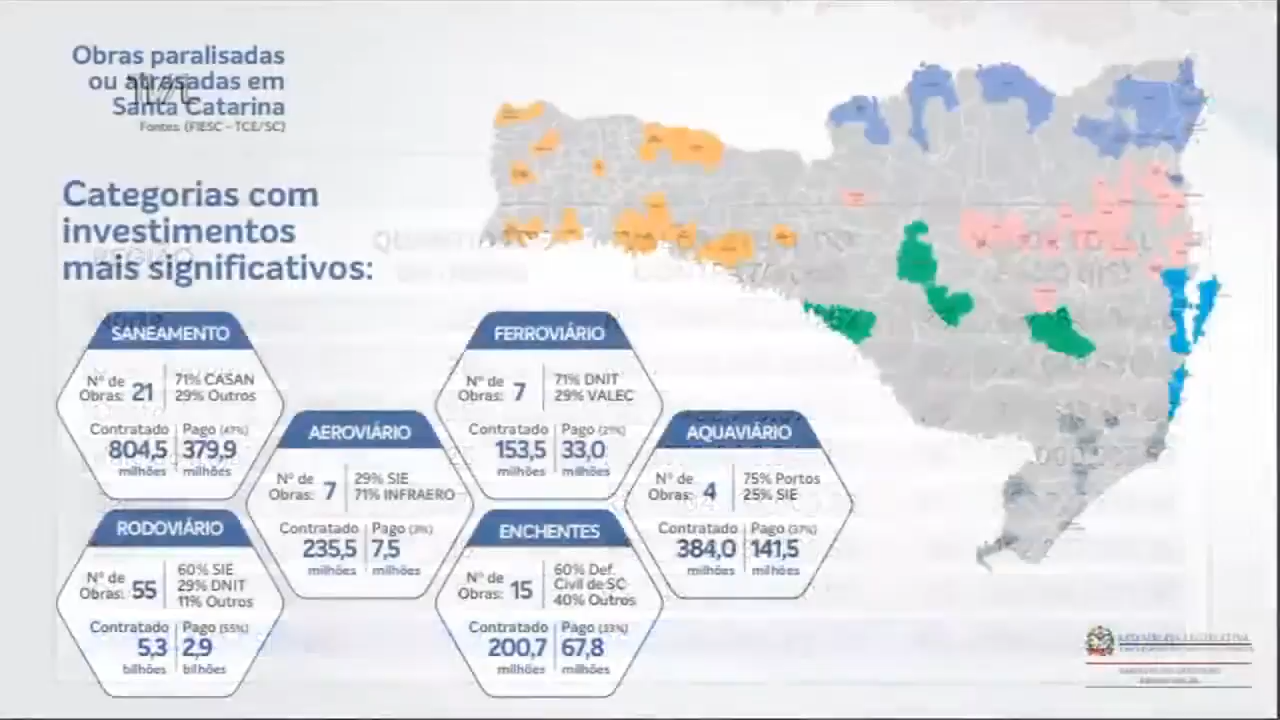 Obras paralisadas
ou atrasadas em
Santa Catarina
Fontes: (FIESC - TCE/SC)
Categorias com
investimentos
mais significativos:
REGIÃO
SANEAMENTO
Nº de
Obras: 21
71% CASAN
29% Outros
Contratado
804,5
milhões
Pago (47%)
379,9
milhões
FERROVIÁRIO
Nº de
Obras: 7
71% DNIT
29% VALEC
Contratado
153,5
milhões
Pago (21%)
33,0
milhões
AEROVIÁRIO
Nº de
Obras: 7
29% SIE
71% INFRAERO
Contratado
235,5
milhões
Pago (3%)
7,5
milhões
AQUAVIÁRIO
Nº de
Obras: 4
75% Portos
25% SIE
Contratado
384,0
milhões
Pago (37%)
141,5
milhões
RODOVIÁRIO
Nº de
Obras: 55
60% SIE
29% DNIT
11% Outros
Contratado
5,3
bilhões
Pago (55%)
2,9
bilhões
ENCHENTES
Nº de
Obras: 15
60% Def.
Civil de SC
40% Outros
Contratado
200,7
milhões
Pago (33%)
67,8
milhões